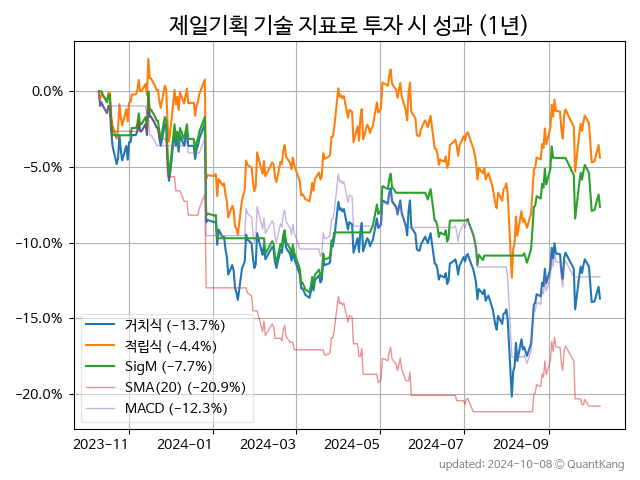 제일기획 기술 지표로 투자 시 성과 (1년)
0.0%
−5.0%
−10.0%
−15.0%
−20.0%
거치식 (−13.7%)
적립식 (−4.4%)
SigM (−7.7%)
SMA(20) (−20.9%)
MACD (−12.3%)
2023−11 2024−01 2024−03 2024−05 2024−07 2024−09
updated: 2024-10-08 © QuantKang